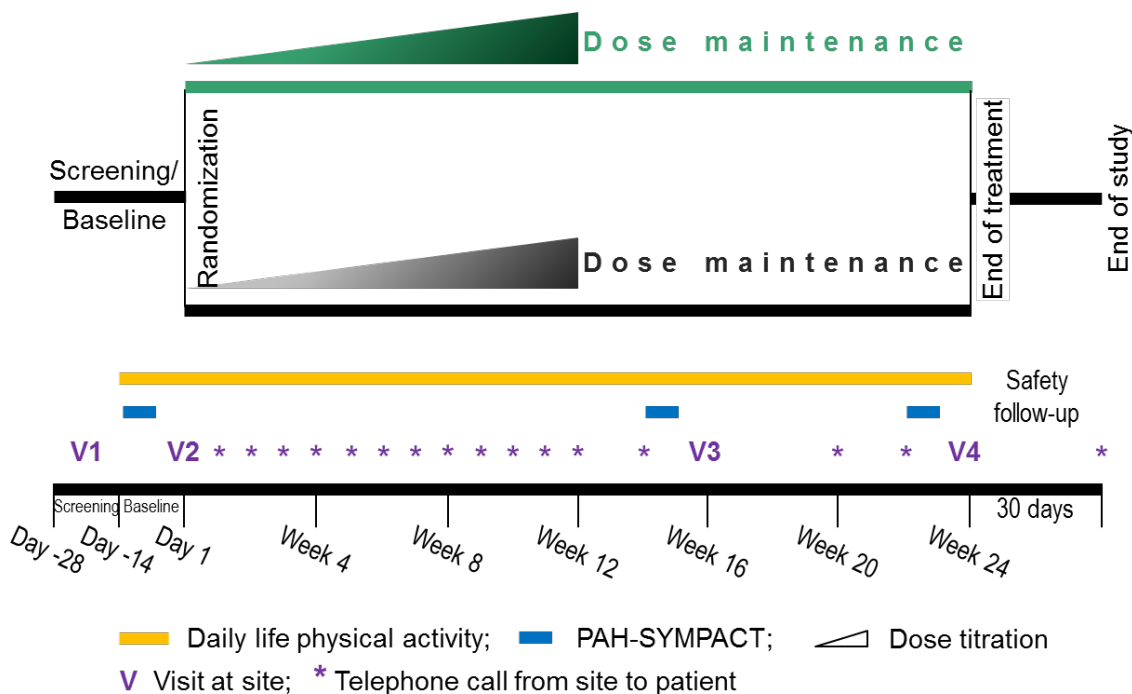 Dose maintenance
Screening/
Baseline
Randomization
Dose maintenance
End of treatment
End of study
Safety
follow-up
V1 V2 * * * * * * * * * * * * * V3 * * V4 *
Screening Baseline 30 days
Day -28 Day -14 Day 1 Week 4 Week 8 Week 12 Week 16 Week 20 Week 24
Daily life physical activity; PAH-SYMPACT; Dose titration
V Visit at site; * Telephone call from site to patient